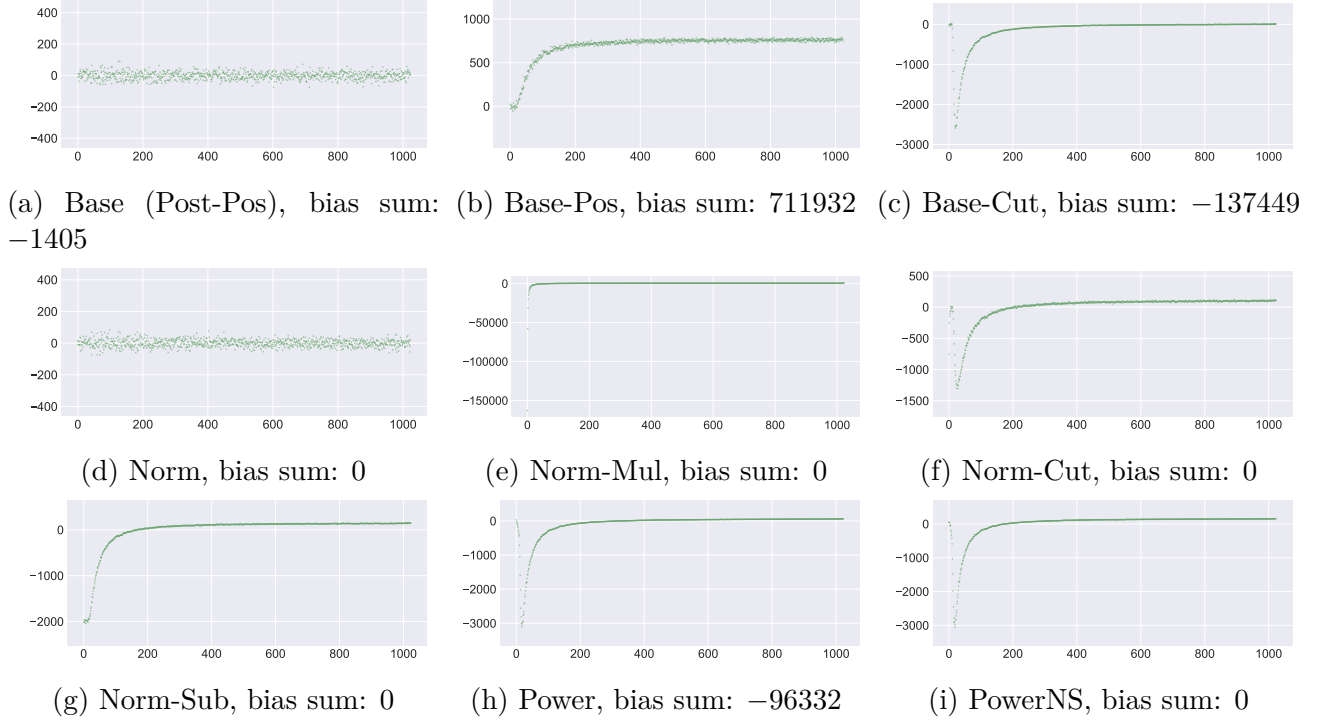 400
200
0
−200
−400
0 200 400 600 800 1000
1000
500
0
0 200 400 600 800 1000
0
−1000
−2000
−3000
0 200 400 600 800 1000
(a) Base (Post-Pos), bias sum:
−1405
(b) Base-Pos, bias sum: 711932
(c) Base-Cut, bias sum: −137449
400
200
0
−200
−400
0 200 400 600 800 1000
0
−50000
−100000
−150000
0 200 400 600 800 1000
500
0
−500
−1000
−1500
0 200 400 600 800 1000
(d) Norm, bias sum: 0
(e) Norm-Mul, bias sum: 0
(f) Norm-Cut, bias sum: 0
0
−1000
−2000
0 200 400 600 800 1000
0
−1000
−2000
−3000
0 200 400 600 800 1000
0
−1000
−2000
−3000
0 200 400 600 800 1000
(g) Norm-Sub, bias sum: 0
(h) Power, bias sum: −96332
(i) PowerNS, bias sum: 0